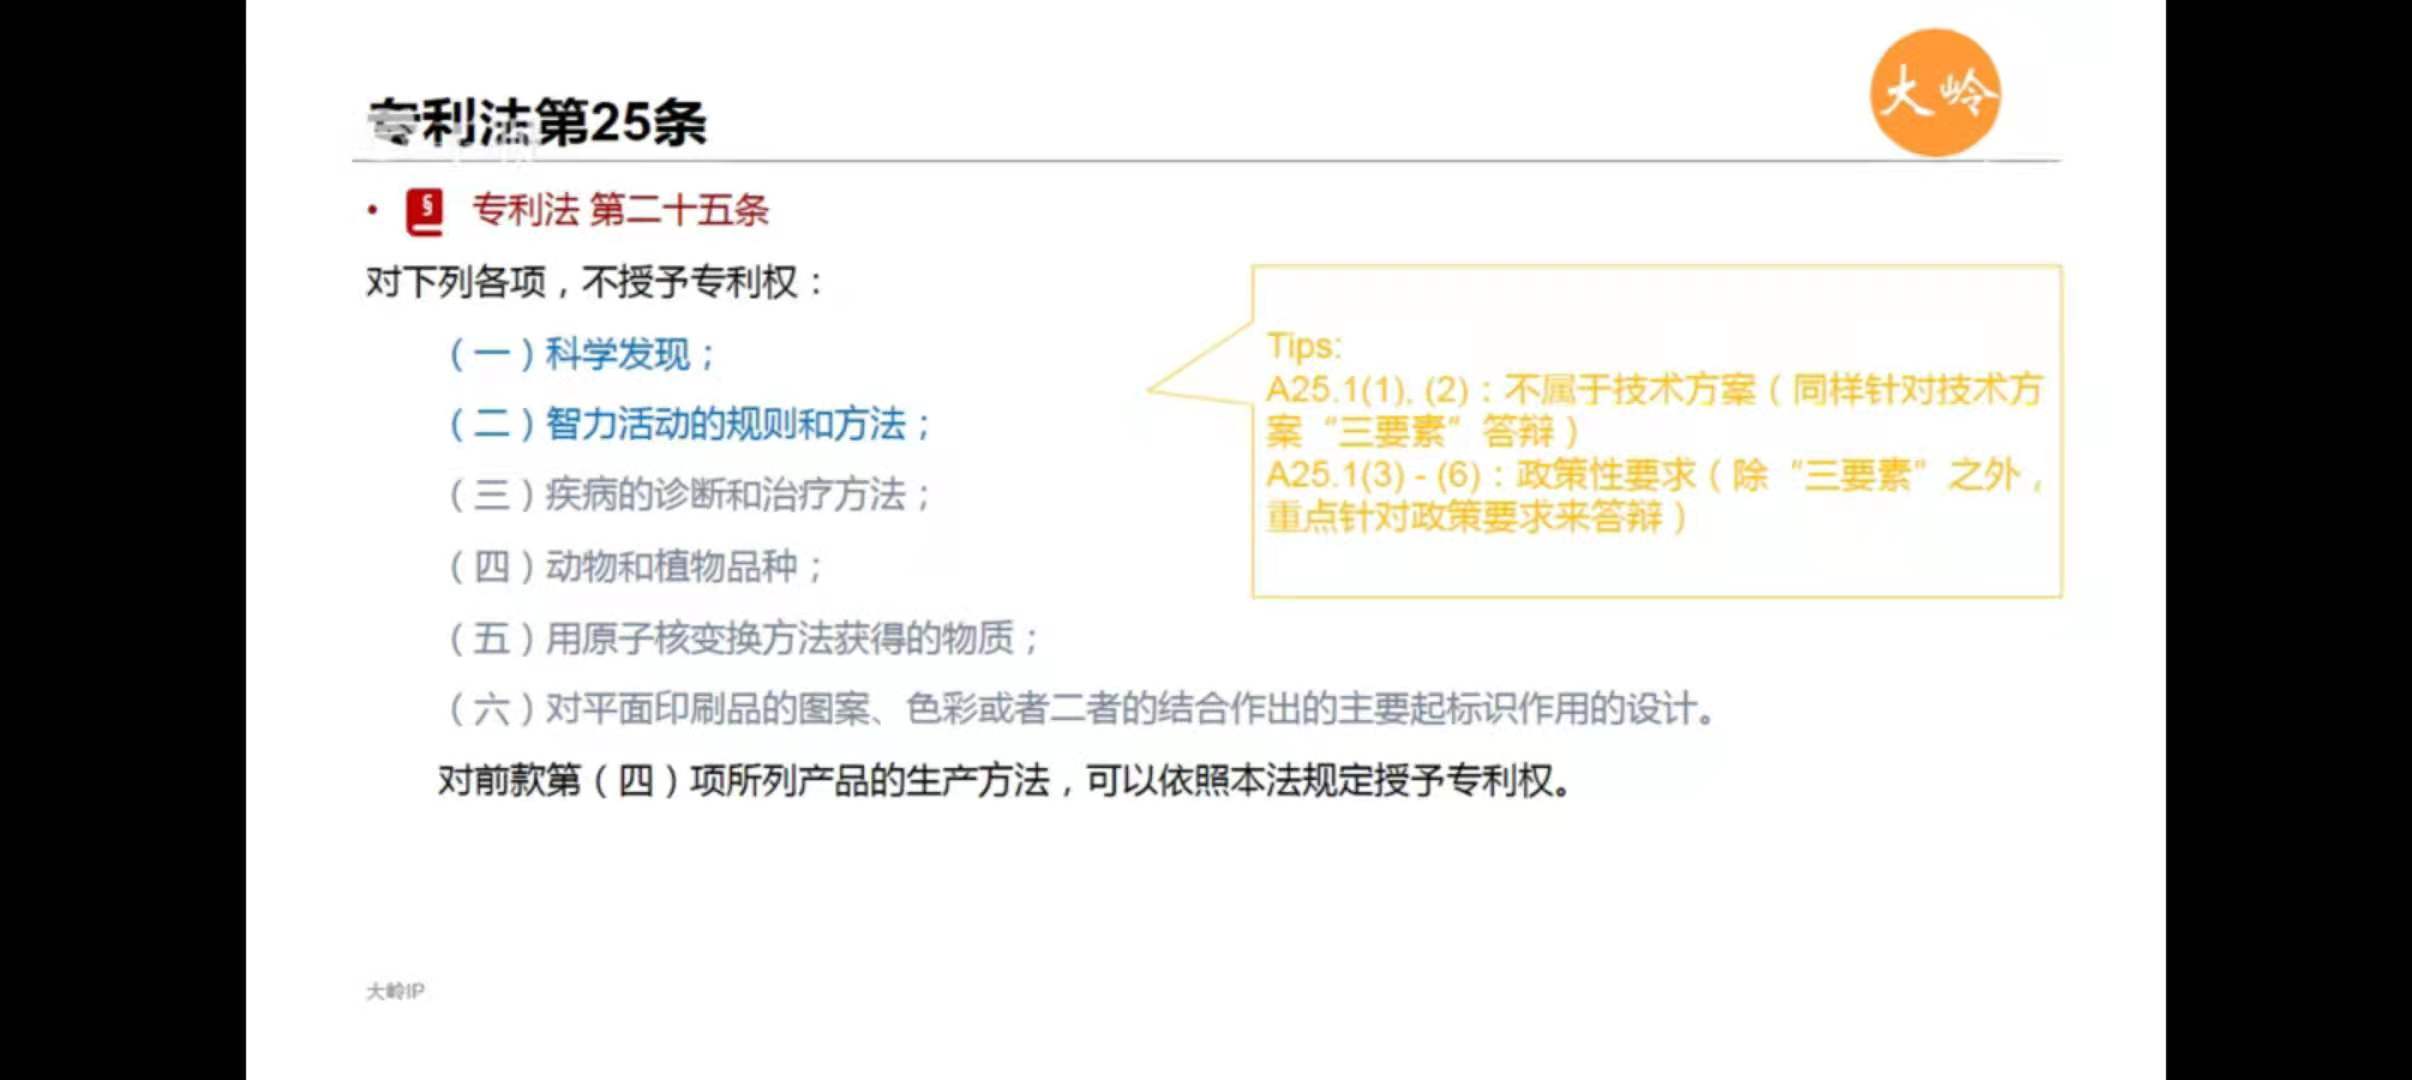 大岭
专利法第25条
• § 专利法 第二十五条
对下列各项，不授予专利权：
（一）科学发现；
（二）智力活动的规则和方法；
（三）疾病的诊断和治疗方法；
（四）动物和植物品种；
（五）用原子核变换方法获得的物质；
（六）对平面印刷品的图案、色彩或者二者的结合作出的主要起标识作用的设计。
对前款第（四）项所列产品的生产方法，可以依照本法规定授予专利权。
Tips:
A25.1(1), (2)：不属于技术方案（同样针对技术方
案“三要素”答辩）
A25.1(3) - (6)：政策性要求（除“三要素”之外，
重点针对政策要求来答辩）
大岭IP